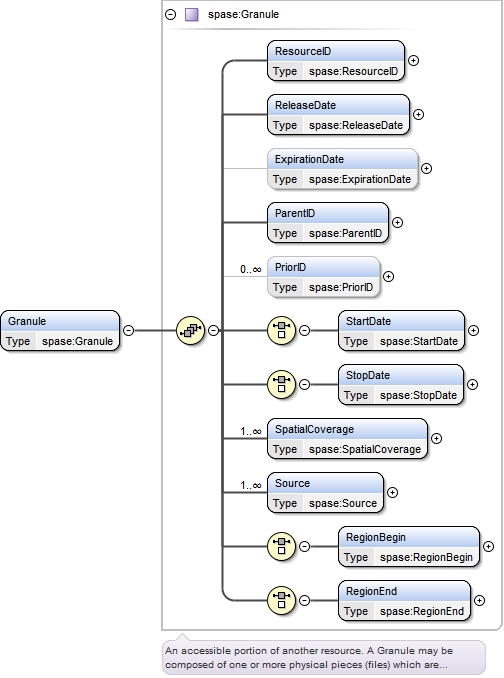 spase:Granule
ResourceID
Type spase:ResourceID
ReleaseDate
Type spase:ReleaseDate
ExpirationDate
Type spase:ExpirationDate
ParentID
Type spase:ParentID
0..∞
PriorID
Type spase:PriorID
Granule
Type spase:Granule
StartDate
Type spase:StartDate
StopDate
Type spase:StopDate
1..∞
SpatialCoverage
Type spase:SpatialCoverage
1..∞
Source
Type spase:Source
RegionBegin
Type spase:RegionBegin
RegionEnd
Type spase:RegionEnd
An accessible portion of another resource. A Granule may be
composed of one or more physical pieces (files) which are...